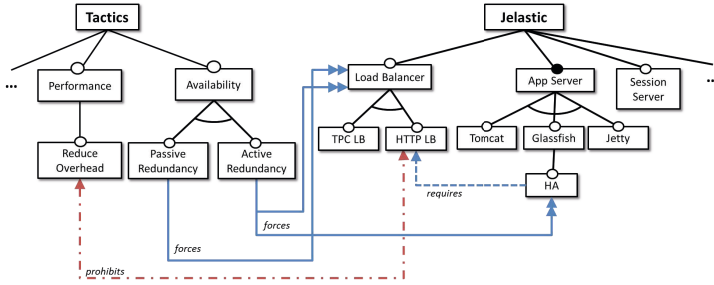 Tactics
Jelastic
...
Performance
Availability
Load Balancer
App Server
Session
Server
..
Reduce
Overhead
Passive
Redundancy
Active
Redundancy
TPC LB
HTTP LB
Tomcat
Glassfish
Jetty
HA
requires
forces
forces
prohibits